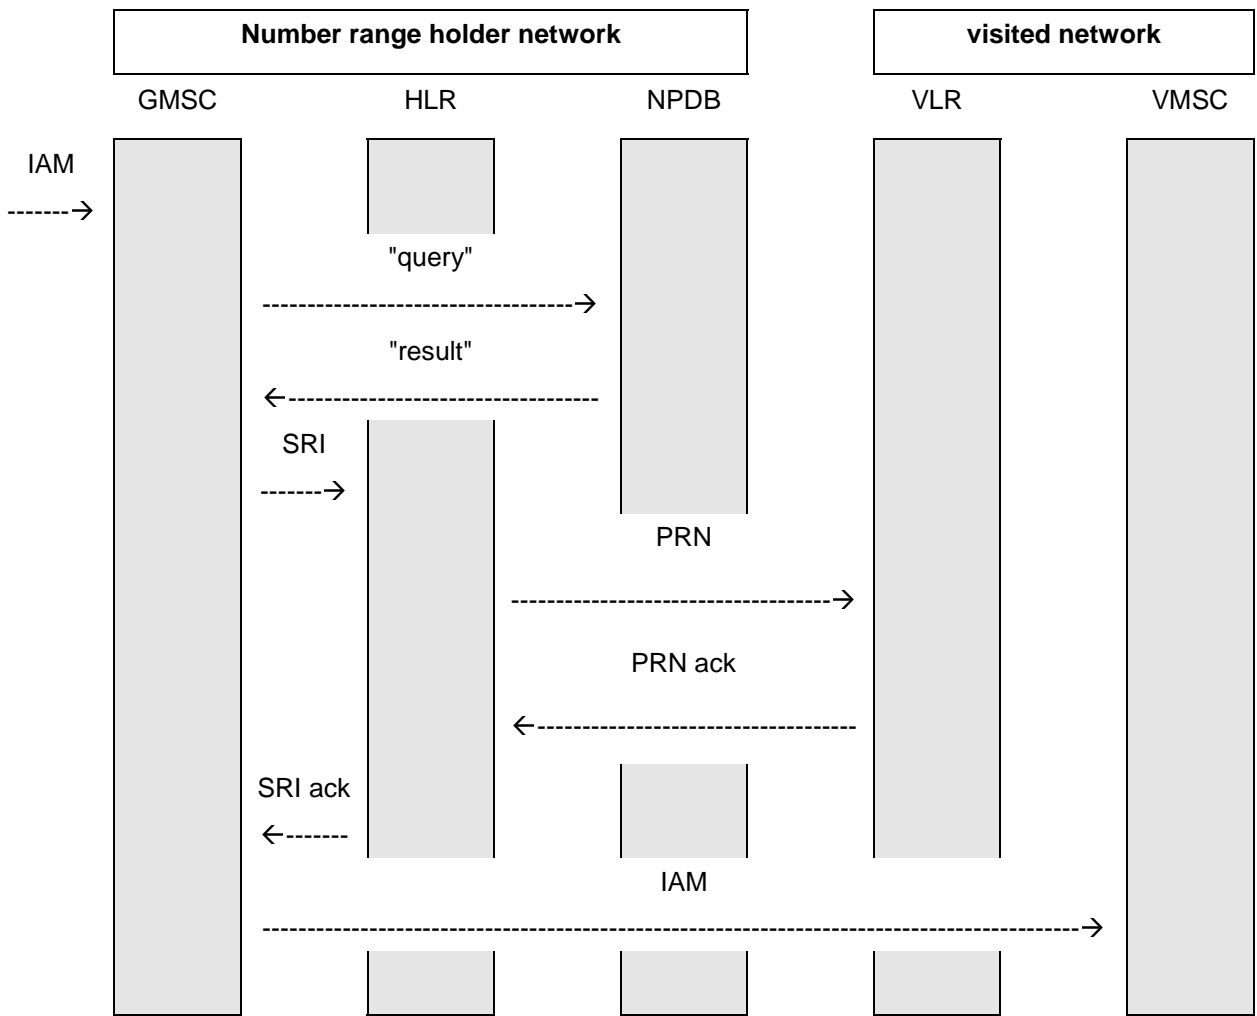 Number range holder network
visited network
GMSC HLR NPDB VLR VMSC
IAM
"query"
"result"
SRI
PRN
PRN ack
SRI ack
IAM